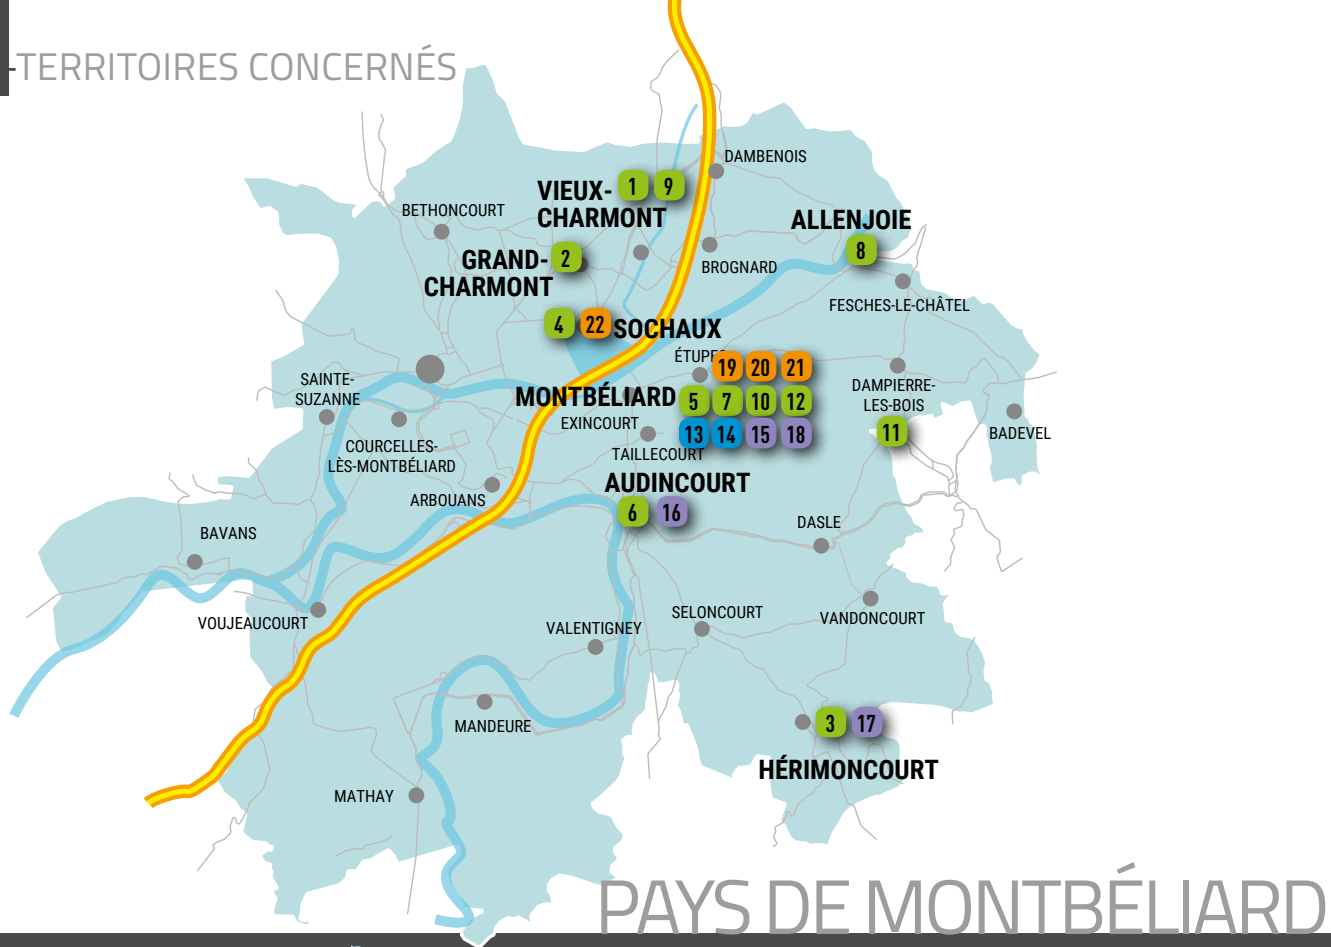 -TERRITOIRES CONCERNÉS
DAMBENOIS
VIEUX-
CHARMONT
1 9
BETHONCOURT
ALLENJOIE
8
GRAND-
CHARMONT
2
BROGNARD
FESCHES-LE-CHÂTEL
4 22 SOCHAUX
ÉTUPES
19 20 21
SAINTE-
SUZANNE
MONTBÉLIARD 5 7 10 12
13 14 15 18
DAMPIERRE-
LES-BOIS
11
BADEVEL
EXINCOURT
COURCELLES-
LÈS-MONTBÉLIARD
TAILLECOURT
AUDINCOURT
6 16
ARBOUANS
DASLE
BAVANS
VOUJEAUCOURT
SELONCOURT
VANDONCOURT
VALENTIGNEY
MANDEURE
3 17
HÉRIMONCOURT
MATHAY
PAYS DE MONTBÉLIARD